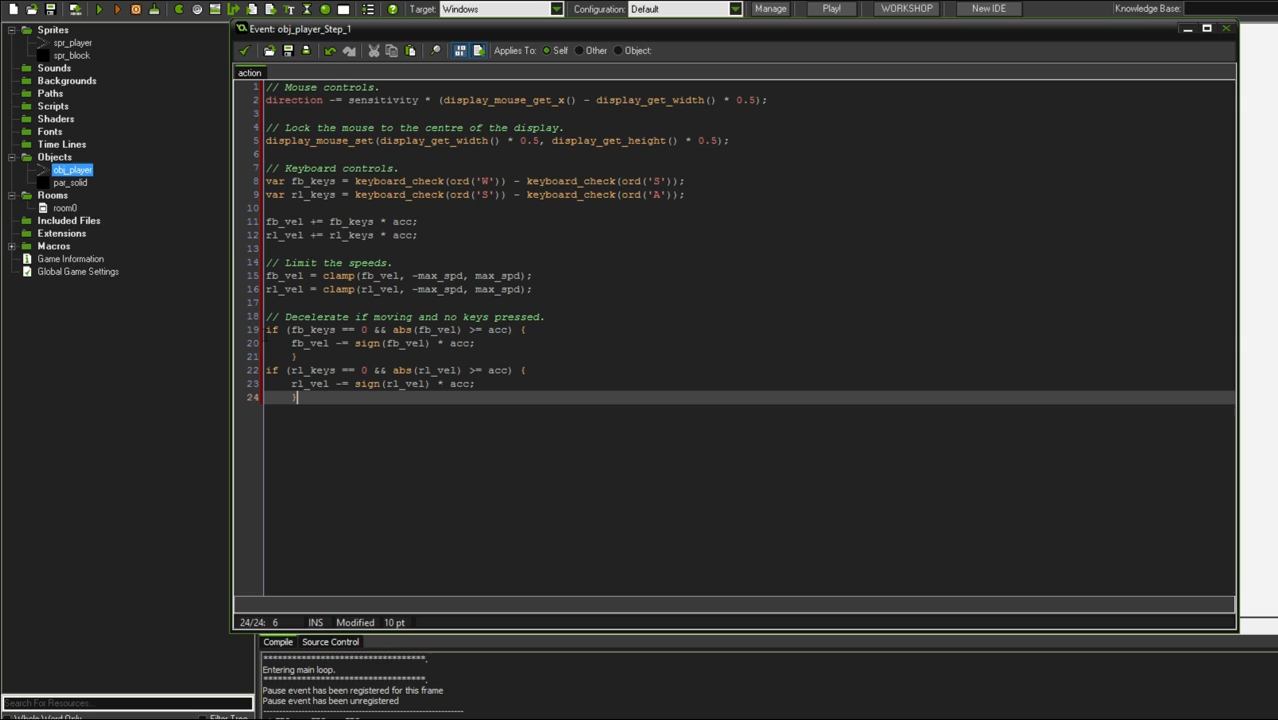 Target: Windows Configuration: Default Manage Play! WORKSHOP New IDE Knowledge Base:
Sprites
spr_player
spr_block
Sounds
Backgrounds
Paths
Scripts
Shaders
Fonts
Time Lines
Objects
obj_player
par_solid
Rooms
room0
Included Files
Extensions
Macros
Game Information
Global Game Settings
Search For Resources...
Whole Word Only Filter Tree
Event: obj_player_Step_1
Applies To: Self Other Object:
action
1 // Mouse controls.
2 direction -= sensitivity * (display_mouse_get_x() - display_get_width() * 0.5);
3
4 // Lock the mouse to the centre of the display.
5 display_mouse_set(display_get_width() * 0.5, display_get_height() * 0.5);
6
7 // Keyboard controls.
8 var fb_keys = keyboard_check(ord('W')) - keyboard_check(ord('S'));
9 var rl_keys = keyboard_check(ord('S')) - keyboard_check(ord('A'));
10
11 fb_vel += fb_keys * acc;
12 rl_vel += rl_keys * acc;
13
14 // Limit the speeds.
15 fb_vel = clamp(fb_vel, -max_spd, max_spd);
16 rl_vel = clamp(rl_vel, -max_spd, max_spd);
17
18 // Decelerate if moving and no keys pressed.
19 if (fb_keys == 0 && abs(fb_vel) >= acc) {
20 fb_vel -= sign(fb_vel) * acc;
21 }
22 if (rl_keys == 0 && abs(rl_vel) >= acc) {
23 rl_vel -= sign(rl_vel) * acc;
24 }
24/24: 6 INS Modified 10 pt
Compile Source Control
***********************************.
Entering main loop.
***********************************.
Pause event has been registered for this frame
Pause event has been unregistered